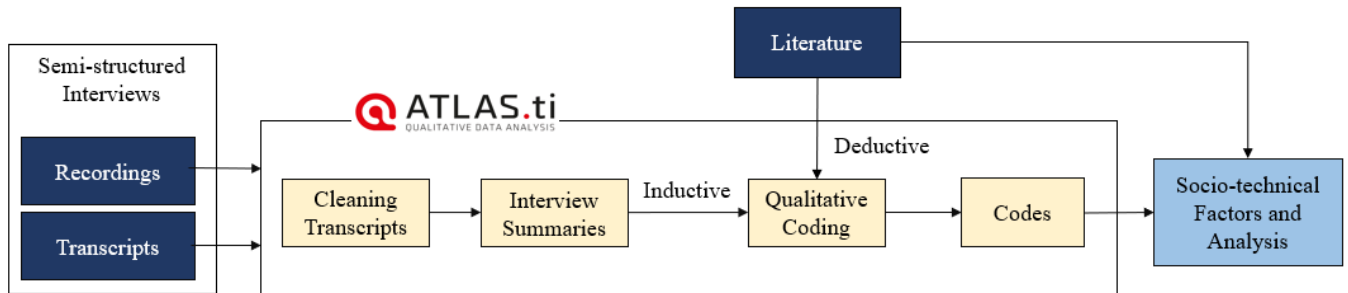 Semi-structured
Interviews
Recordings
Transcripts
ATLAS.ti
QUALITATIVE DATA ANALYSIS
Cleaning
Transcripts
Interview
Summaries
Inductive
Literature
Deductive
Qualitative
Coding
Codes
Socio-technical
Factors and
Analysis